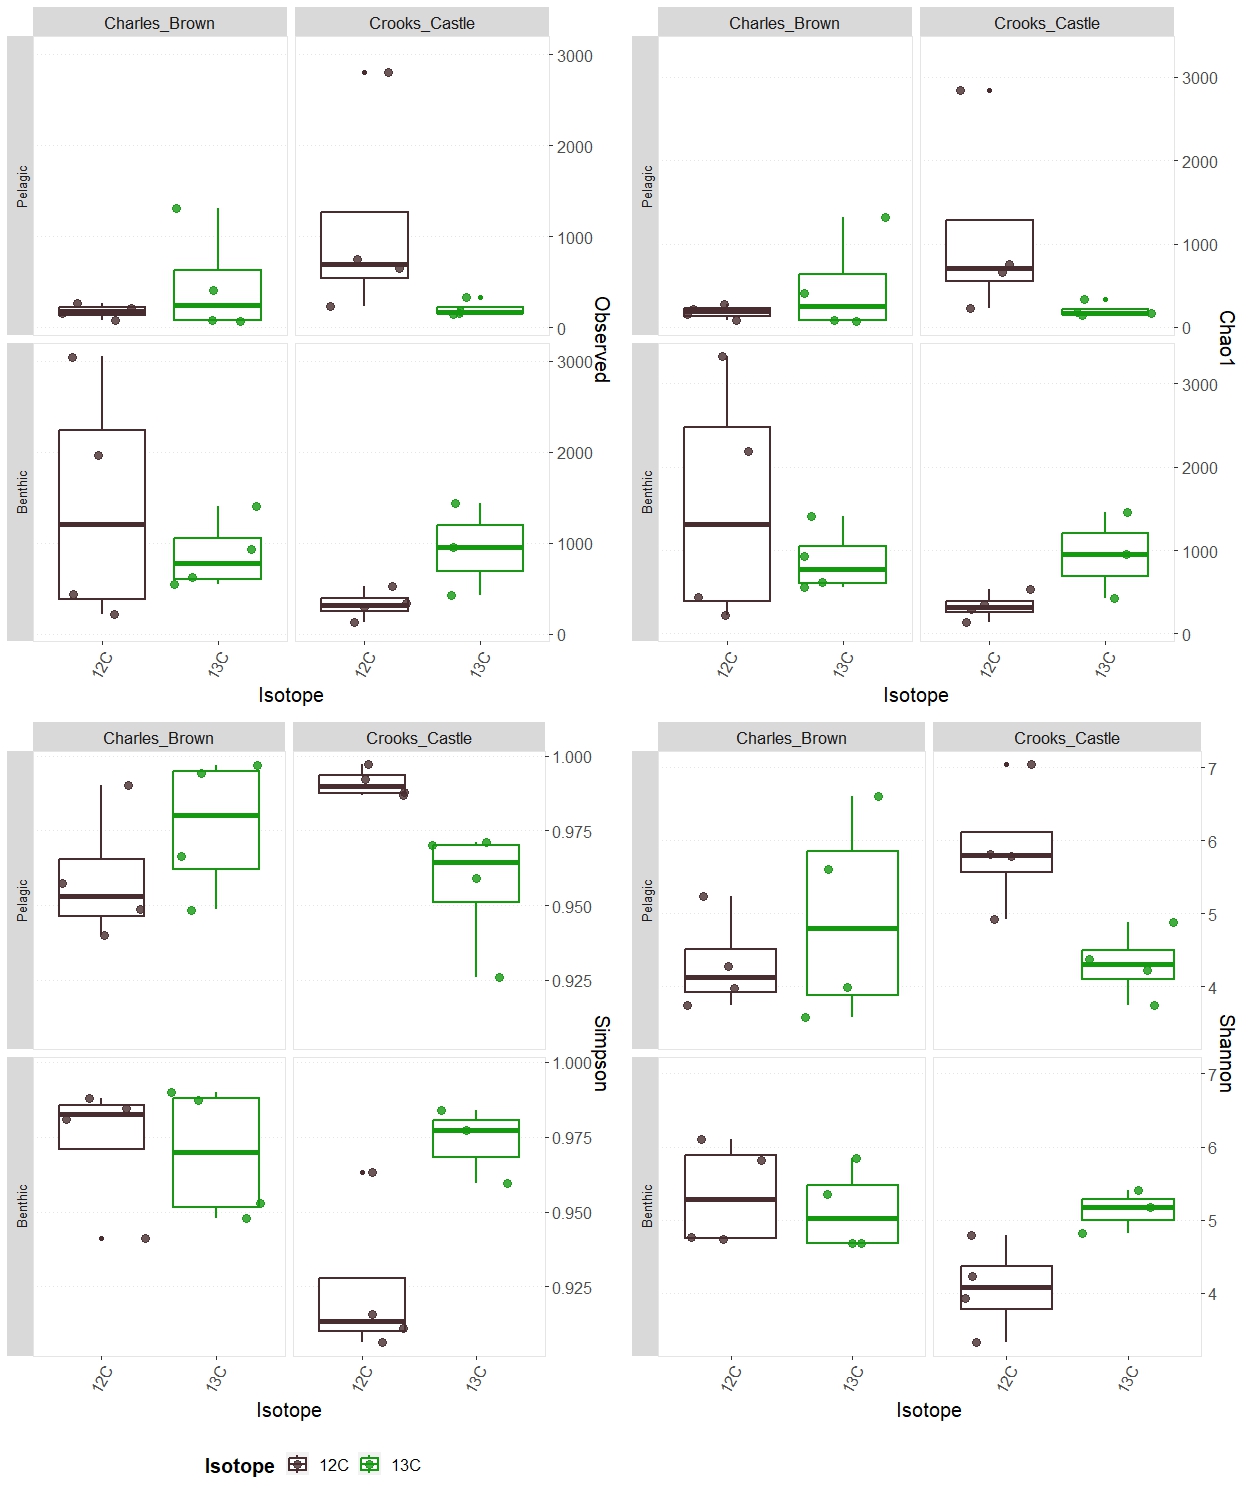 Charles_Brown Crooks_Castle
Pelagic
3000
2000
1000
0
Observed
Benthic
3000
2000
1000
0
12C 13C 12C 13C
Isotope
Charles_Brown Crooks_Castle
Pelagic
3000
2000
1000
0
Chao1
Benthic
3000
2000
1000
0
12C 13C 12C 13C
Isotope
Charles_Brown Crooks_Castle
Pelagic
1.000
0.975
0.950
0.925
Simpson
Benthic
1.000
0.975
0.950
0.925
12C 13C 12C 13C
Isotope
Charles_Brown Crooks_Castle
Pelagic
7
6
5
4
Shannon
Benthic
7
6
5
4
12C 13C 12C 13C
Isotope
Isotope 12C 13C